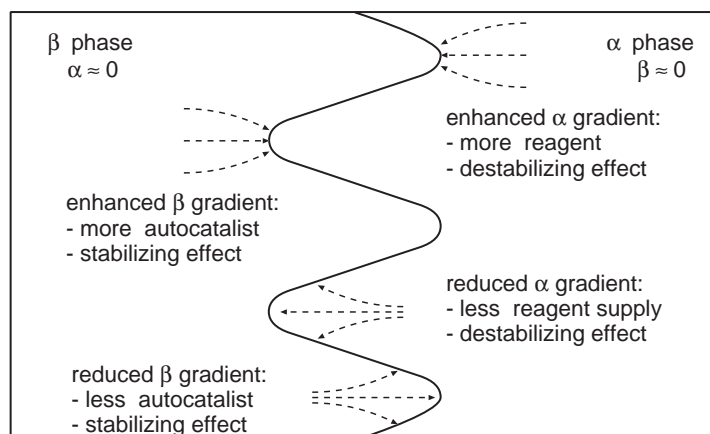 β phase
α ≈ 0
α phase
β ≈ 0
enhanced α gradient:
- more reagent
- destabilizing effect
enhanced β gradient:
- more autocatalist
- stabilizing effect
reduced α gradient:
- less reagent supply
- destabilizing effect
reduced β gradient:
- less autocatalist
- stabilizing effect